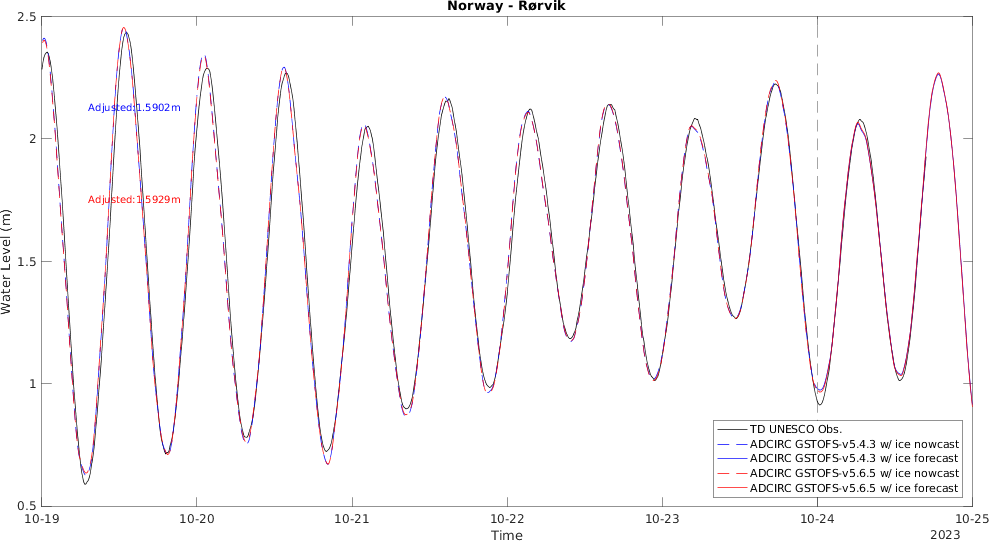 Norway - Rørvik
2.5
2
1.5
1
0.5
Water Level (m)
Adjusted:1.5902m
Adjusted:1.5929m
TD UNESCO Obs.
ADCIRC GSTOFS-v5.4.3 w/ ice nowcast
ADCIRC GSTOFS-v5.4.3 w/ ice forecast
ADCIRC GSTOFS-v5.6.5 w/ ice nowcast
ADCIRC GSTOFS-v5.6.5 w/ ice forecast
10-19 10-20 10-21 10-22 10-23 10-24 10-25
Time
2023